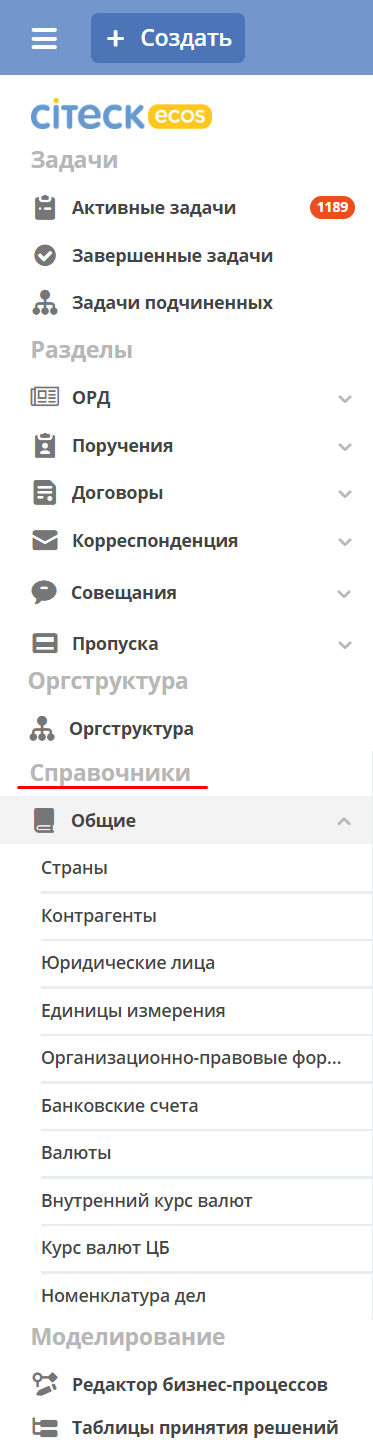 + Создать
citeck ecos
Задачи
Активные задачи 1189
Завершенные задачи
Задачи подчиненных
Разделы
ОРД
Поручения
Договоры
Корреспонденция
Совещания
Пропуска
Оргструктура
Оргструктура
Справочники
Общие
Страны
Контрагенты
Юридические лица
Единицы измерения
Организационно-правовые фор...
Банковские счета
Валюты
Внутренний курс валют
Курс валют ЦБ
Номенклатура дел
Моделирование
Редактор бизнес-процессов
Таблицы принятия решений